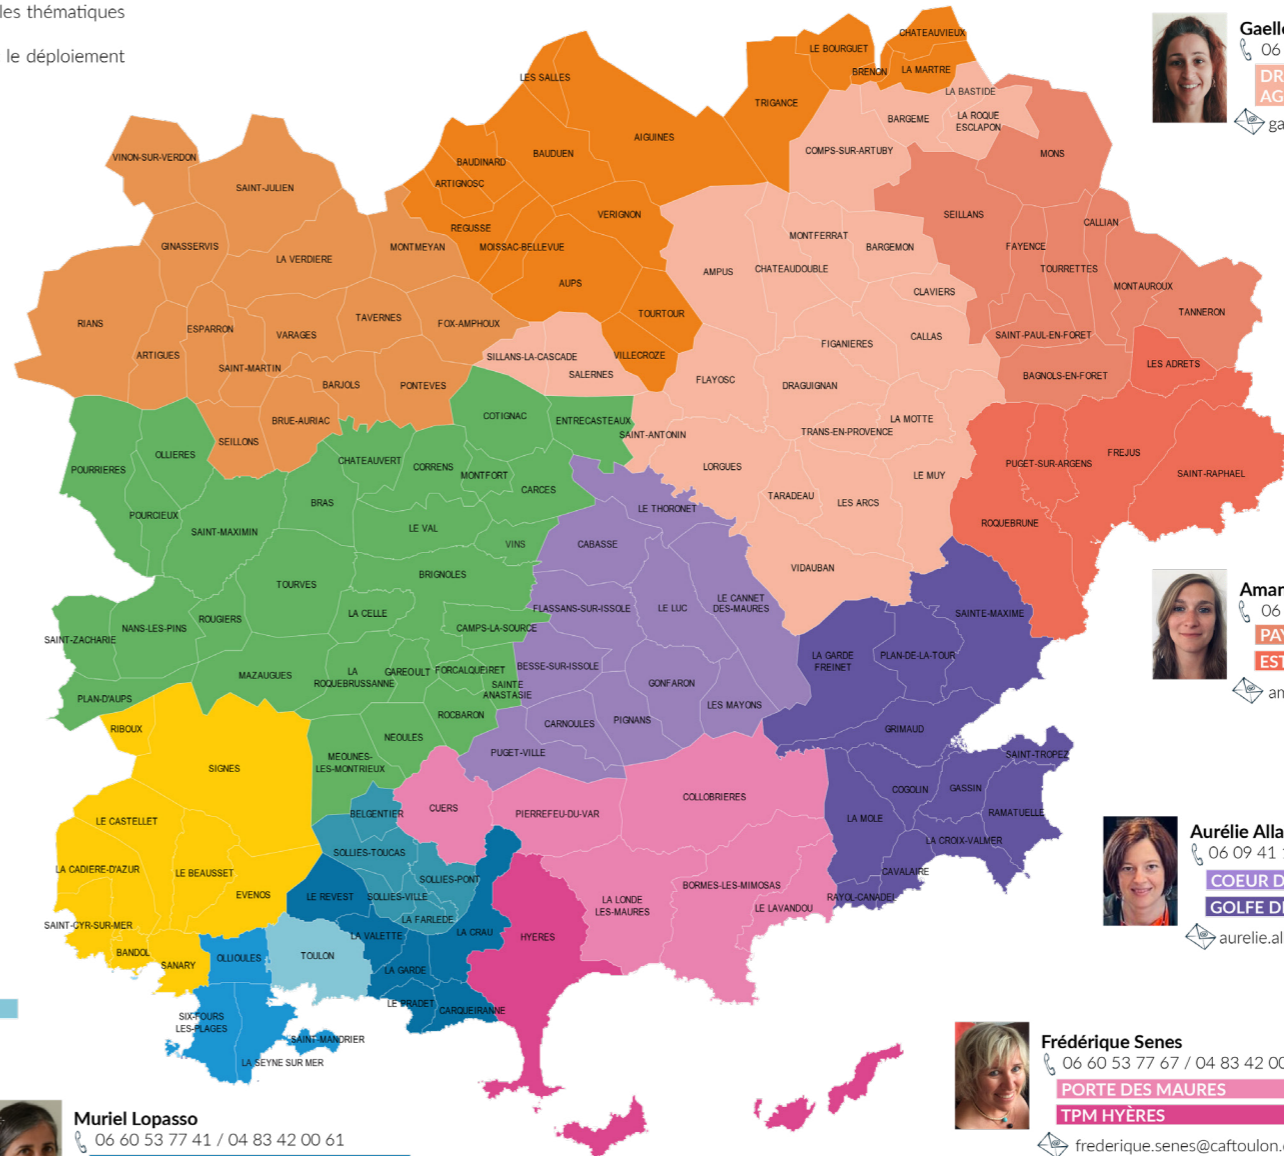 les thématiques
le déploiement
CHATEAUVIEUX
LE BOURGUET
BRENON
LA MARTRE
LES SALLES
TRIGANCE
LA BASTIDE
BARGEME
LA ROQUE
ESCLAPON
AIGUINES
COMPS-SUR-ARTUBY
MONS
BAUDUEN
BAUDINARD
VINON-SUR-VERDON
ARTIGNOSC
SAINT-JULIEN
VERIGNON
SEILLANS
REGUSSE
CALLIAN
MONTFERRAT
GINASSERVIS
MONTMEYAN
MOISSAC-BELLEVUE
BARGEMON
FAYENCE
LA VERDIERE
AMPUS
CHATEAUDOUBLE
TOURRETTES
AUPS
MONTAUROUX
CLAVIERS
TANNERON
TOURTOUR
TAVERNES
RIANS
FOX-AMPHOUX
ESPARRON
VARAGES
CALLAS
SAINT-PAUL-EN-FORET
FIGANIERES
ARTIGUES
SILLANS-LA-CASCADE
VILLECROZE
LES ADRETS
SAINT-MARTIN
SALERNES
BAGNOLS-EN-FORET
FLAYOSC
BARJOLS
PONTEVES
DRAGUIGNAN
COTIGNAC
BRUE-AURIAC
ENTRECASTEAUX
LA MOTTE
TRANS-EN-PROVENCE
SAINT-ANTONIN
SEILLONS
FREJUS
OLLIERES
CHATEAUVERT
CORRENS
PUGET-SUR-ARGENS
LORGUES
POURRIERES
SAINT-RAPHAEL
MONTFORT
LE MUY
CARCES
TARADEAU
BRAS
LES ARCS
LE THORONET
POURCIEUX
ROQUEBRUNE
LE VAL
SAINT-MAXIMIN
VINS
CABASSE
VIDAUBAN
BRIGNOLES
TOURVES
LE CANNET
DES-MAURES
FLASSANS-SUR-ISSOLE
LE LUC
LA CELLE
SAINTE-MAXIME
ROUGIERS
NANS-LES-PINS
CAMPS-LA-SOURCE
SAINT-ZACHARIE
LA GARDE
FREINET
PLAN-DE-LA-TOUR
BESSE-SUR-ISSOLE
MAZAUGUES
LA
ROQUEBRUSSANNE
GAREOULT
FORCALQUEIRET
GONFARON
SAINTE
ANASTASIE
PLAN-D'AUPS
LES MAYONS
ROCBARON
PIGNANS
CARNOULES
RIBOUX
GRIMAUD
NEOULES
PUGET-VILLE
SAINT-TROPEZ
MEOUNES-
LES-MONTRIEUX
SIGNES
COGOLIN
GASSIN
COLLOBRIERES
CUERS
PIERREFEU-DU-VAR
BELGENTIER
RAMATUELLE
LA MOLE
LE CASTELLET
LA CROIX-VALMER
SOLLIES-TOUCAS
LA CADIERE-D'AZUR
LE BEAUSSET
CAVALAIRE
SOLLIES-PONT
BORMES-LES-MIMOSAS
EVENOS
LE REVEST
SOLLIES-VILLE
RAYOL-CANADEL
LA LONDE
LES-MAURES
LE LAVANDOU
LA FARLEDE
SAINT-CYR-SUR-MER
LA CRAU
LA VALETTE
HYERES
BANDOL
OLLIOULES
TOULON
SANARY
LA GARDE
LE PRADET
CARQUEIRANNE
SIX-FOURS
LES-PLAGES
SAINT-MANDRIER
LA SEYNE SUR MER
Gaelle
06
DR
AG
ga
Amar
06
PAY
EST
am
Aurélie Alla
06 09 41
COEUR D
GOLFE DE
aurelie.al
Frédérique Senes
06 60 53 77 67 / 04 83 42 00
PORTE DES MAURES
TPM HYÈRES
frederique.senes@caftoulon.
Muriel Lopasso
06 60 53 77 41 / 04 83 42 00 61